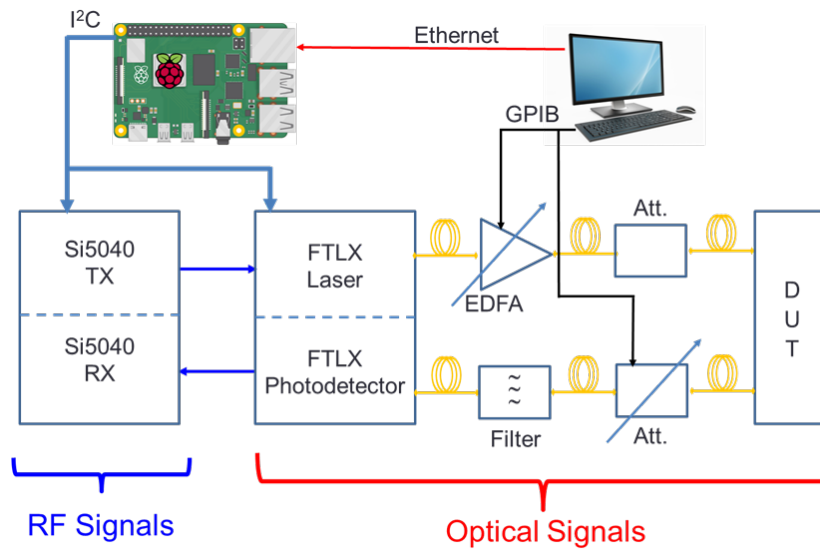 I²C
Ethernet
GPIB
Si5040
TX
Si5040
RX
FTLX
Laser
FTLX
Photodetector
EDFA
Att.
D
U
T
~
~
~
Filter
Att.
RF Signals
Optical Signals